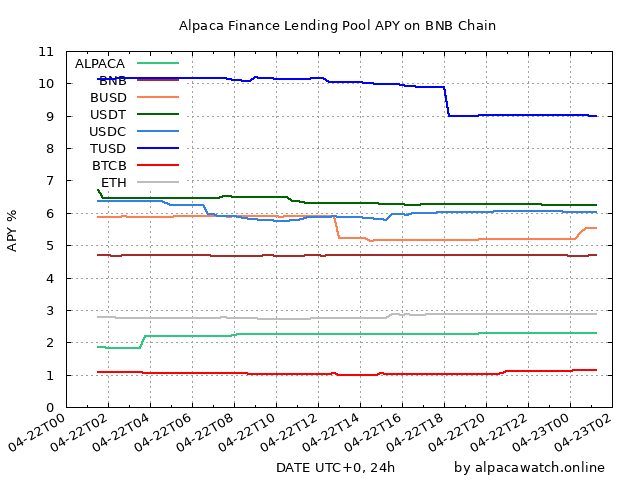 Alpaca Finance Lending Pool APY on BNB Chain
11
10
9
8
7
6
5
4
3
2
1
0
APY %
ALPACA
BNB
BUSD
USDT
USDC
TUSD
BTCB
ETH
04-22T00
04-22T02
04-22T04
04-22T06
04-22T08
04-22T10
04-22T12
04-22T14
04-22T16
04-22T18
04-22T20
04-22T22
04-23T00
04-23T02
DATE UTC+0, 24h
by alpacawatch.online